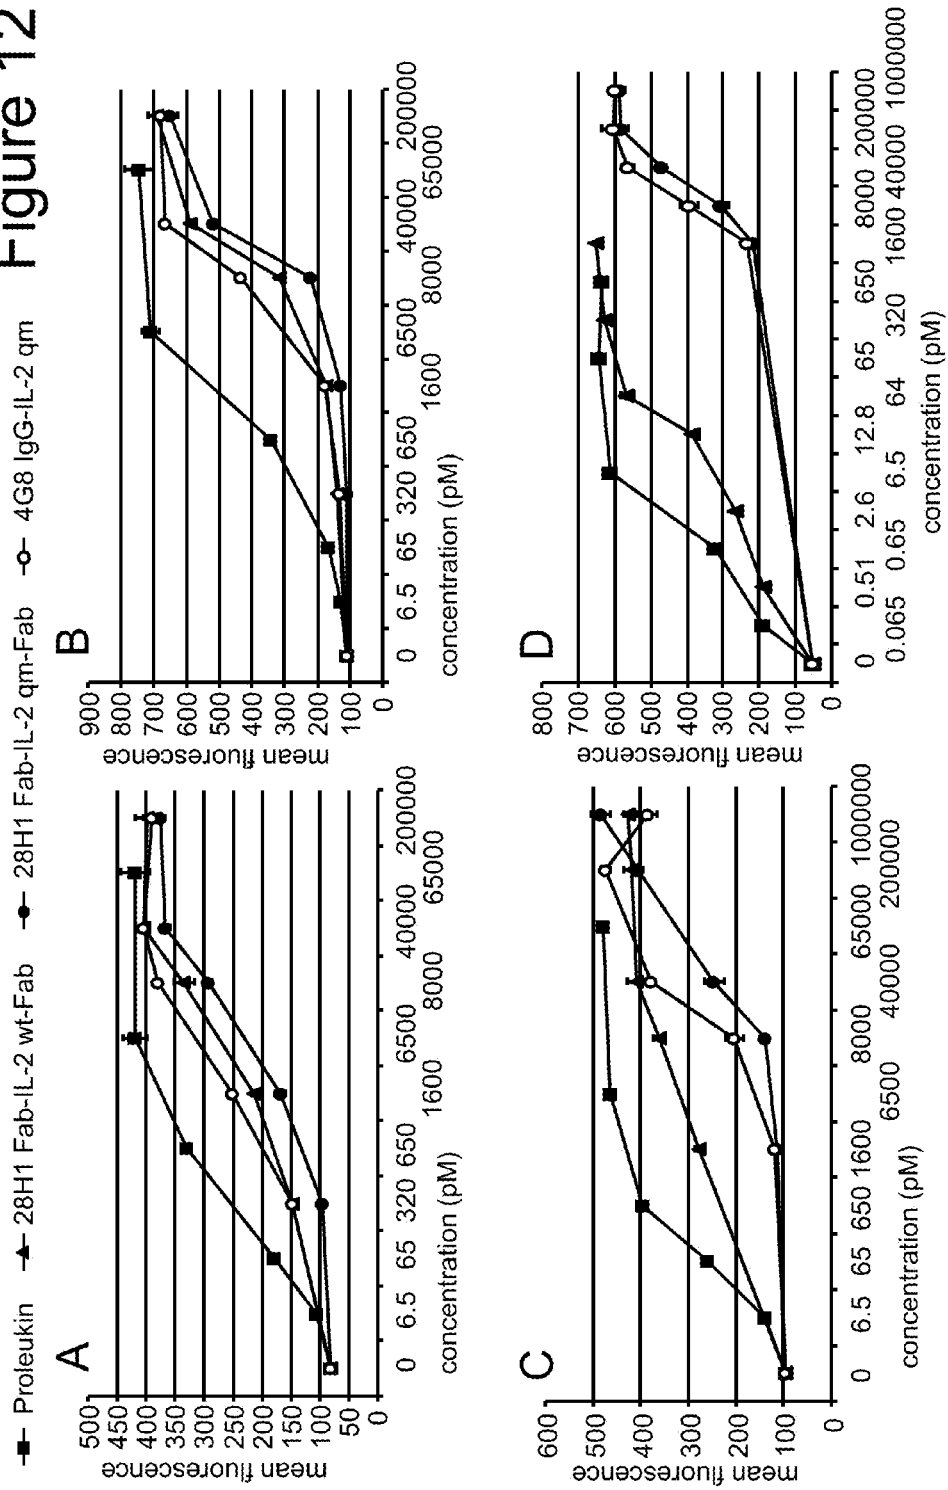 Figure 12
Proleukin
28H1 Fab-IL-2 wt-Fab
28H1 Fab-IL-2 qm-Fab
4G8 IgG-IL-2 qm
A
500
450
400
350
300
250
200
150
100
50
0
mean fluorescence
0 6.5 65 320 650 1600 6500 8000 40000 65000 200000
concentration (pM)
B
900
800
700
600
500
400
300
200
100
0
mean fluorescence
0 6.5 65 320 650 1600 6500 8000 40000 65000 200000
concentration (pM)
C
600
500
400
300
200
100
0
mean fluorescence
0 6.5 65 650 1600 6500 8000 40000 65000 200000 1000000
concentration (pM)
D
800
700
600
500
400
300
200
100
0
mean fluorescence
0 0.065 0.51 0.65 2.6 6.5 12.8 64 65 320 650 1600 8000 40000 200000 1000000
concentration (pM)